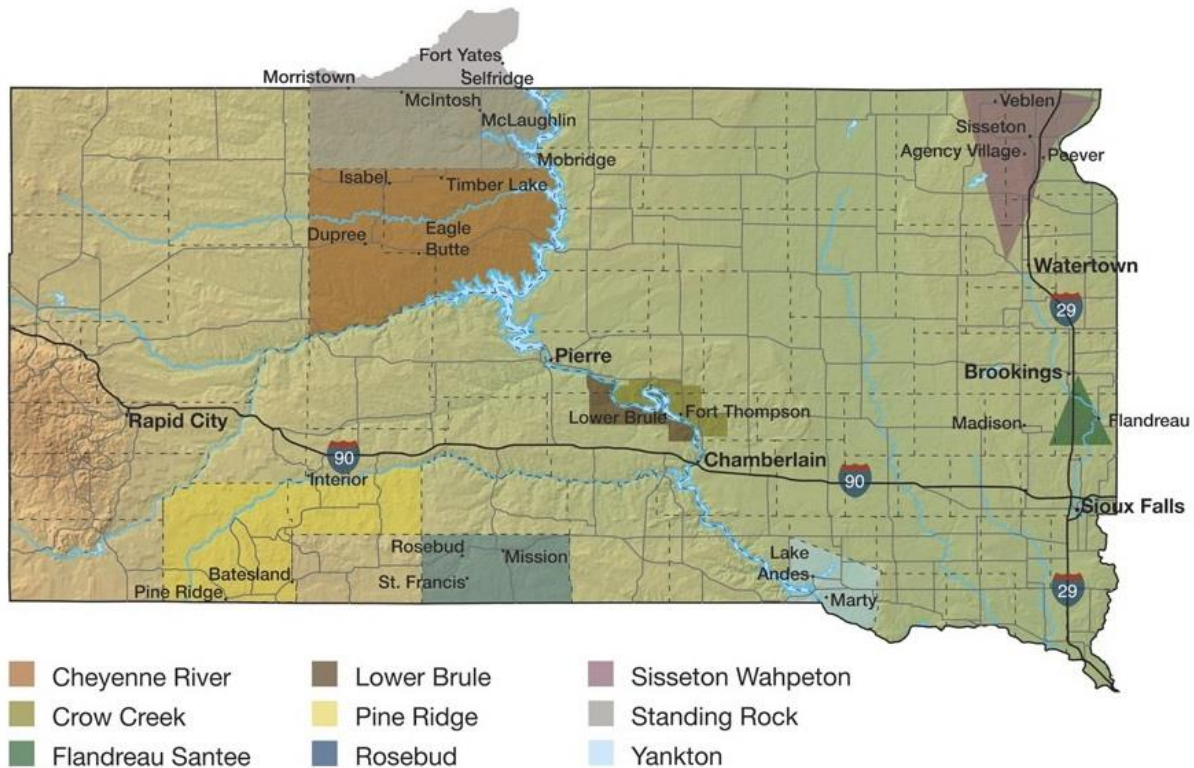 Fort Yates
Morristown
Selfridge
McIntosh
McLaughlin
Mobridge
Isabel
Timber Lake
Dupree
Eagle
Butte
Veblen
Sisseton
Agency Village
Peever
Watertown
29
Pierre
Brookings
Lower Brule
Fort Thompson
Madison
Flandreau
Rapid City
90
Interior
Chamberlain
90
Sioux Falls
Rosebud
Mission
St. Francis
Batesland
Pine Ridge
Lake
Andes
Marty
29
Cheyenne River
Crow Creek
Flandreau Santee
Lower Brule
Pine Ridge
Rosebud
Sisseton Wahpeton
Standing Rock
Yankton